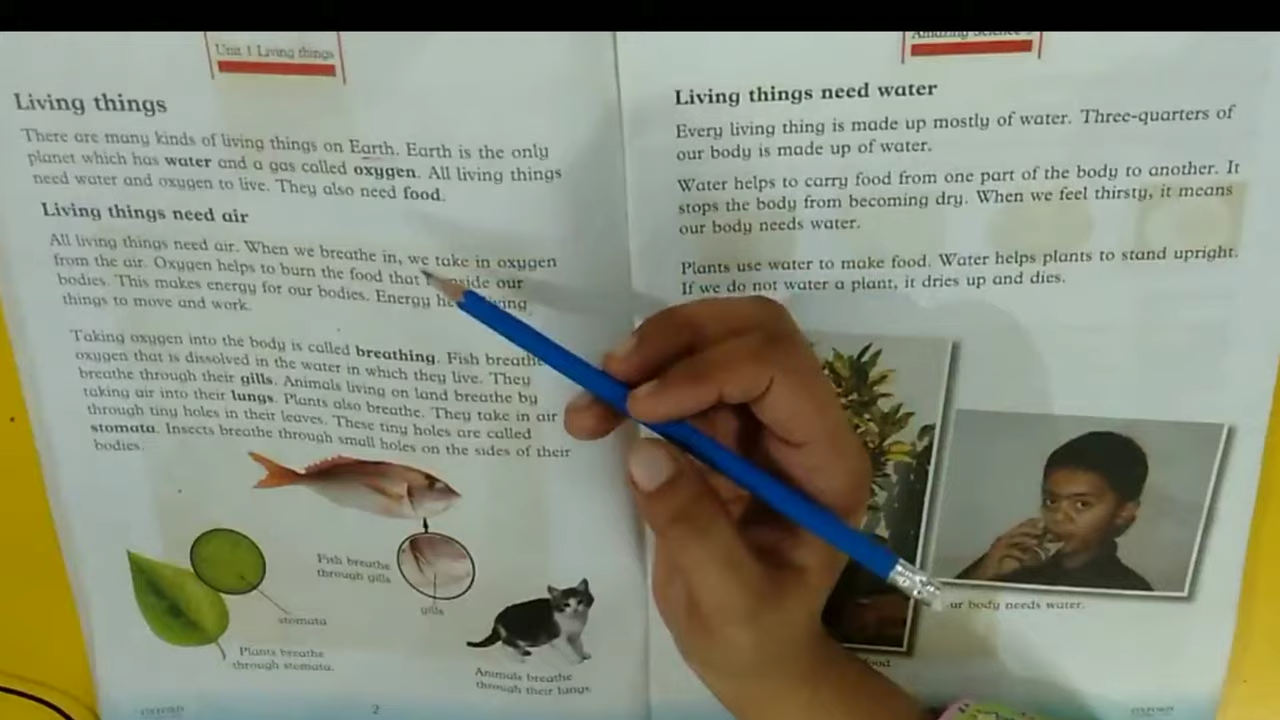 Unit 1 Living things
Living things
There are many kinds of living things on Earth. Earth is the only
planet which has water and a gas called oxygen. All living things
need water and oxygen to live. They also need food.
Living things need air
All living things need air. When we breathe in, we take in oxygen
from the air. Oxygen helps to burn the food that inside our
bodies. This makes energy for our bodies. Energy living
things to move and work.
Taking oxygen into the body is called breathing. Fish breathe
oxygen that is dissolved in the water in which they live. They
breathe through their gills. Animals living on land breathe by
taking air into their lungs. Plants also breathe. They take in air
through tiny holes in their leaves. These tiny holes are called
stomata. Insects breathe through small holes on the sides of their
bodies.
Fish breathe
through gills
gills
stomata
Plants breathe
through stomata.
Animals breathe
through their lungs
OXFORD
2
Amazing Science
Living things need water
Every living thing is made up mostly of water. Three-quarters of
our body is made up of water.
Water helps to carry food from one part of the body to another. It
stops the body from becoming dry. When we feel thirsty, it means
our body needs water.
Plants use water to make food. Water helps plants to stand upright.
If we do not water a plant, it dries up and dies.
ur body needs water.
food
OXFORD